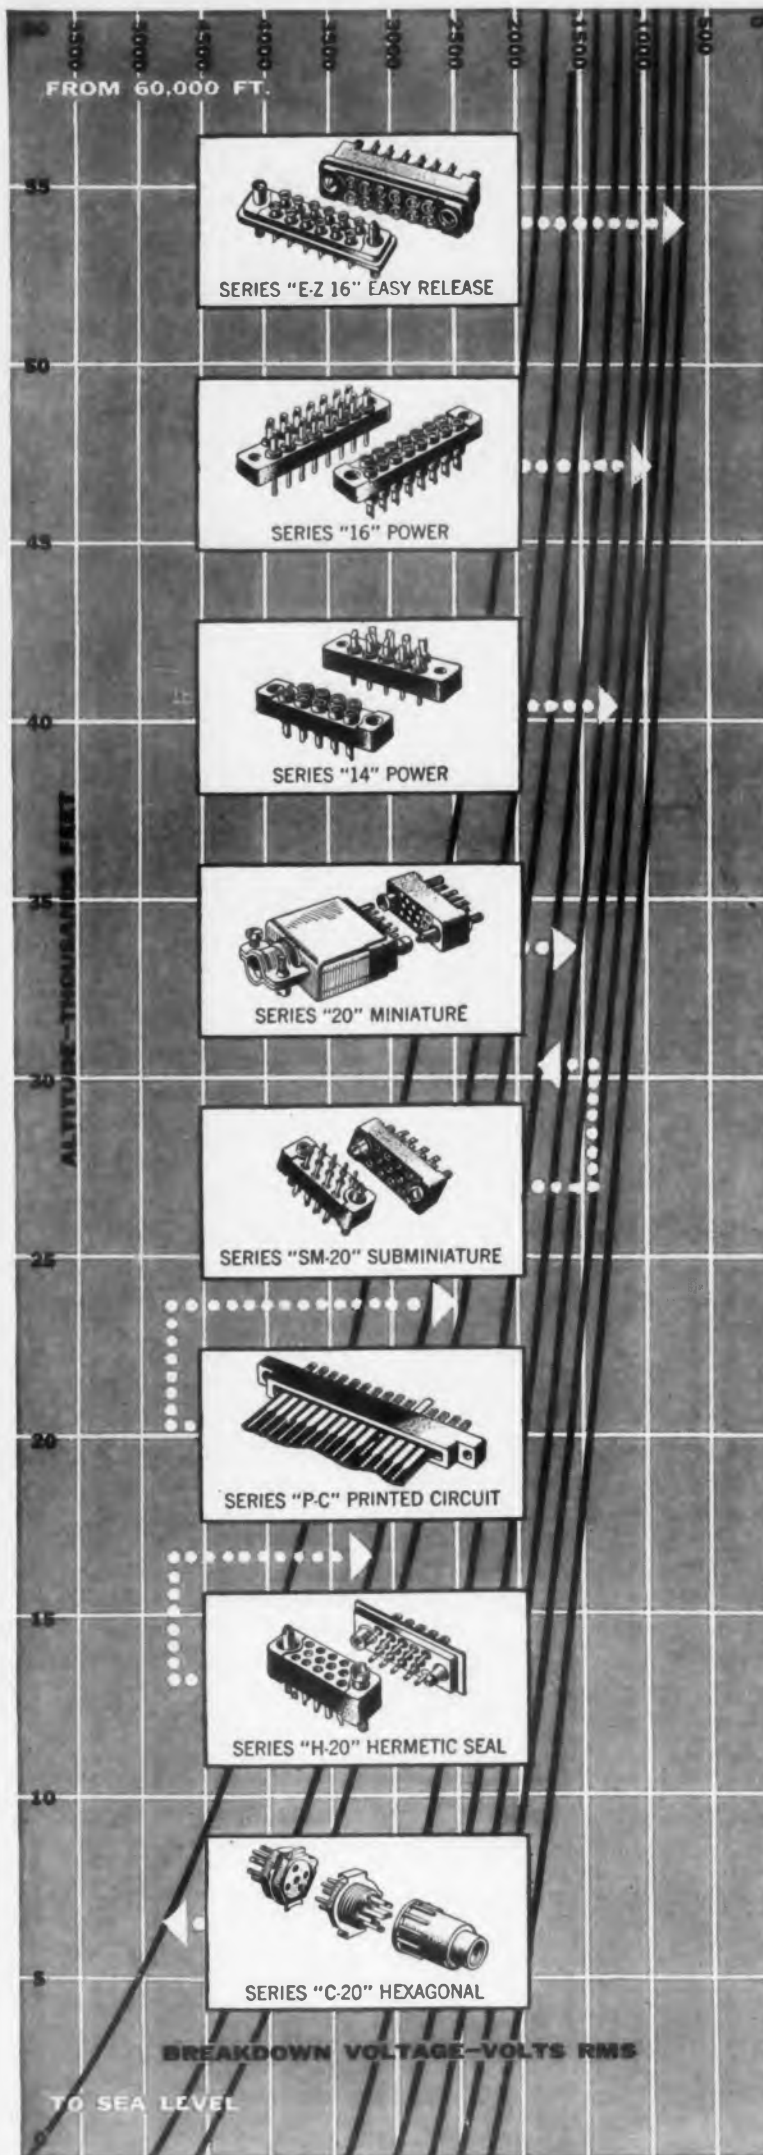 60 5500 5000 4500 4000 3500 3000 2500 2000 1500 1000 500 0
FROM 60,000 FT.
55
SERIES "E-Z 16" EASY RELEASE
50
SERIES "16" POWER
45
SERIES "14" POWER
40
ALTITUDE—THOUSANDS FEET
35
SERIES "20" MINIATURE
30
SERIES "SM-20" SUBMINIATURE
25
20
SERIES "P-C" PRINTED CIRCUIT
15
SERIES "H-20" HERMETIC SEAL
10
5
SERIES "C-20" HEXAGONAL
BREAKDOWN VOLTAGE—VOLTS RMS
TO SEA LEVEL
0